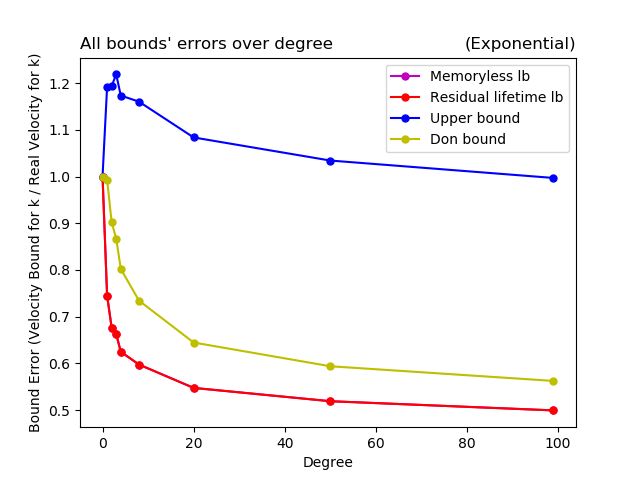 All bounds' errors over degree (Exponential)
Bound Error (Velocity Bound for k / Real Velocity for k)
1.2
1.1
1.0
0.9
0.8
0.7
0.6
0.5
Memoryless lb
Residual lifetime lb
Upper bound
Don bound
0 20 40 60 80 100
Degree